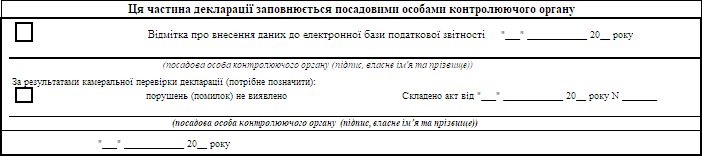 Ця частина декларації заповнюється посадовими особами контролюючого органу
Відмітка про внесення даних до електронної бази податкової звітності "___" ____________ 20__ року
(посадова особа контролюючого органу (підпис, власне ім'я та прізвище))
За результатами камеральної перевірки декларації (потрібне позначити):
порушень (помилок) не виявлено Складено акт від "___" ____________ 20__ року N _______
(посадова особа контролюючого органу (підпис, власне ім'я та прізвище))
"___" ____________ 20__ року